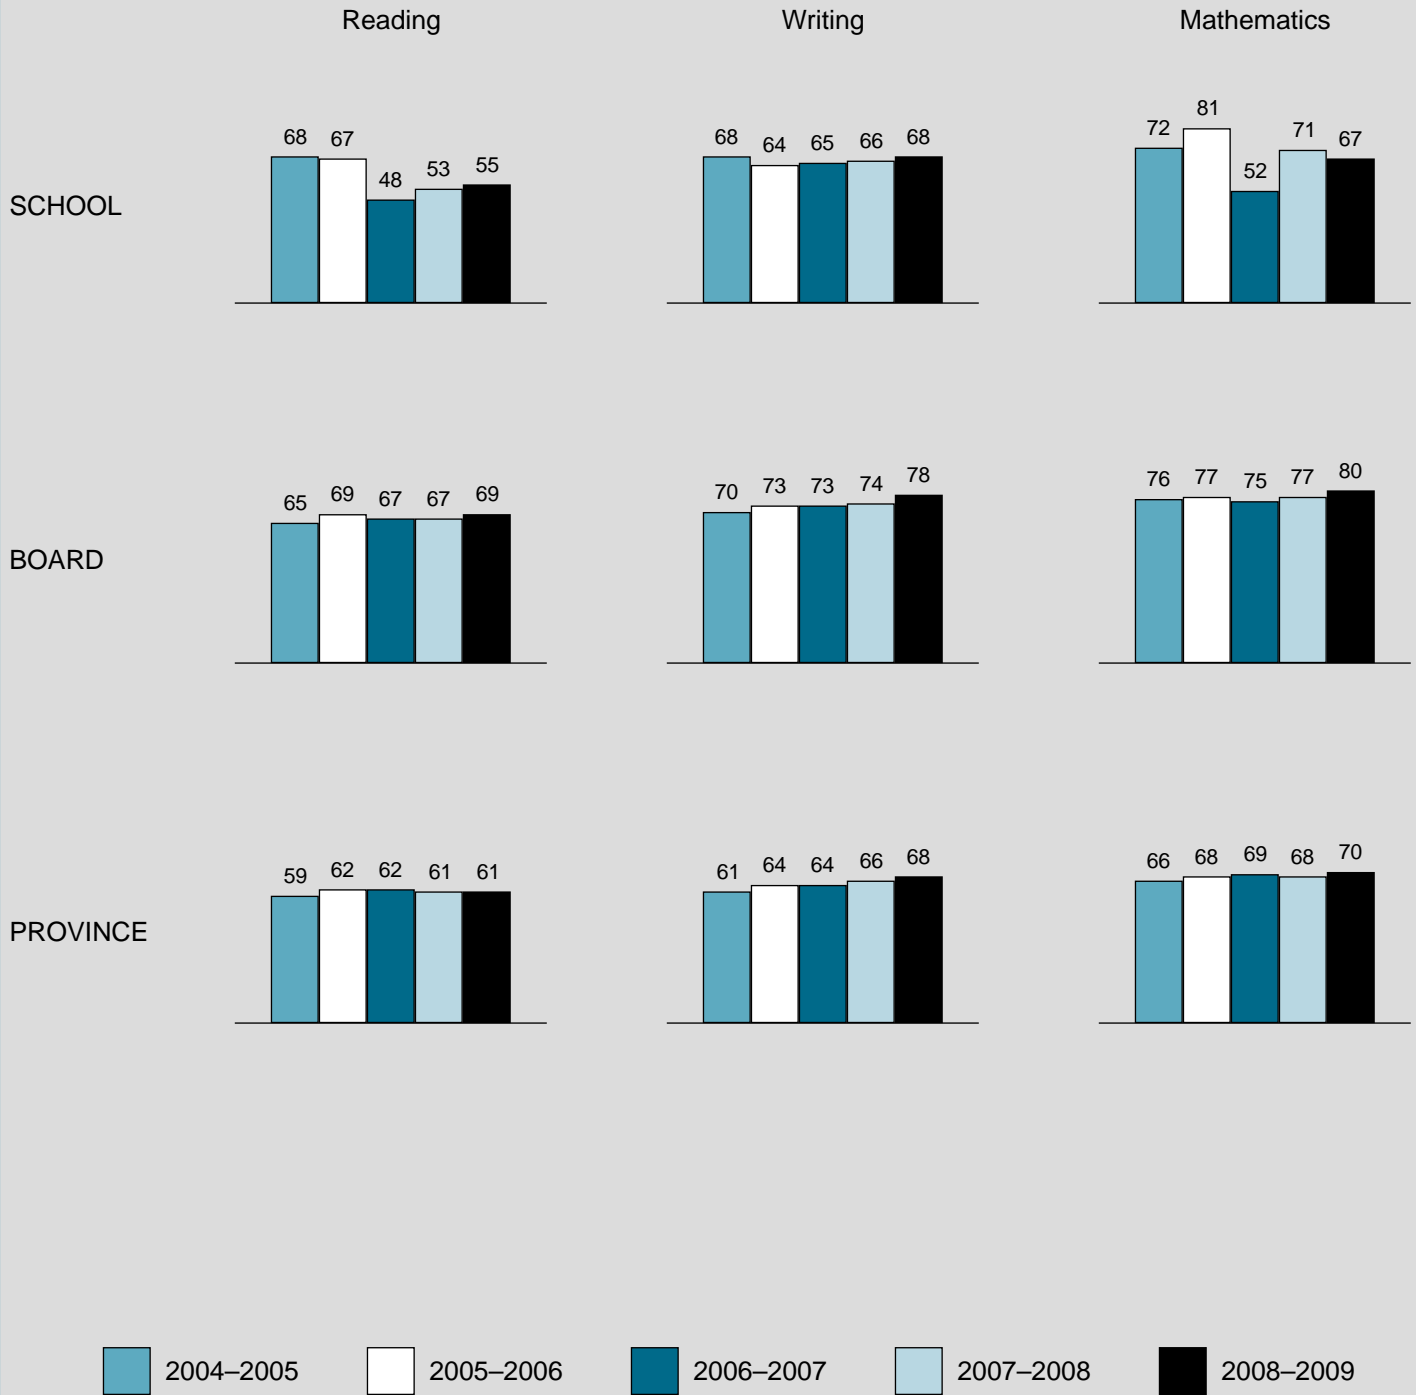 Reading Writing Mathematics
SCHOOL
68 67 48 53 55
68 64 65 66 68
72 81 52 71 67
BOARD
65 69 67 67 69
70 73 73 74 78
76 77 75 77 80
PROVINCE
59 62 62 61 61
61 64 64 66 68
66 68 69 68 70
2004–2005 2005–2006 2006–2007 2007–2008 2008–2009